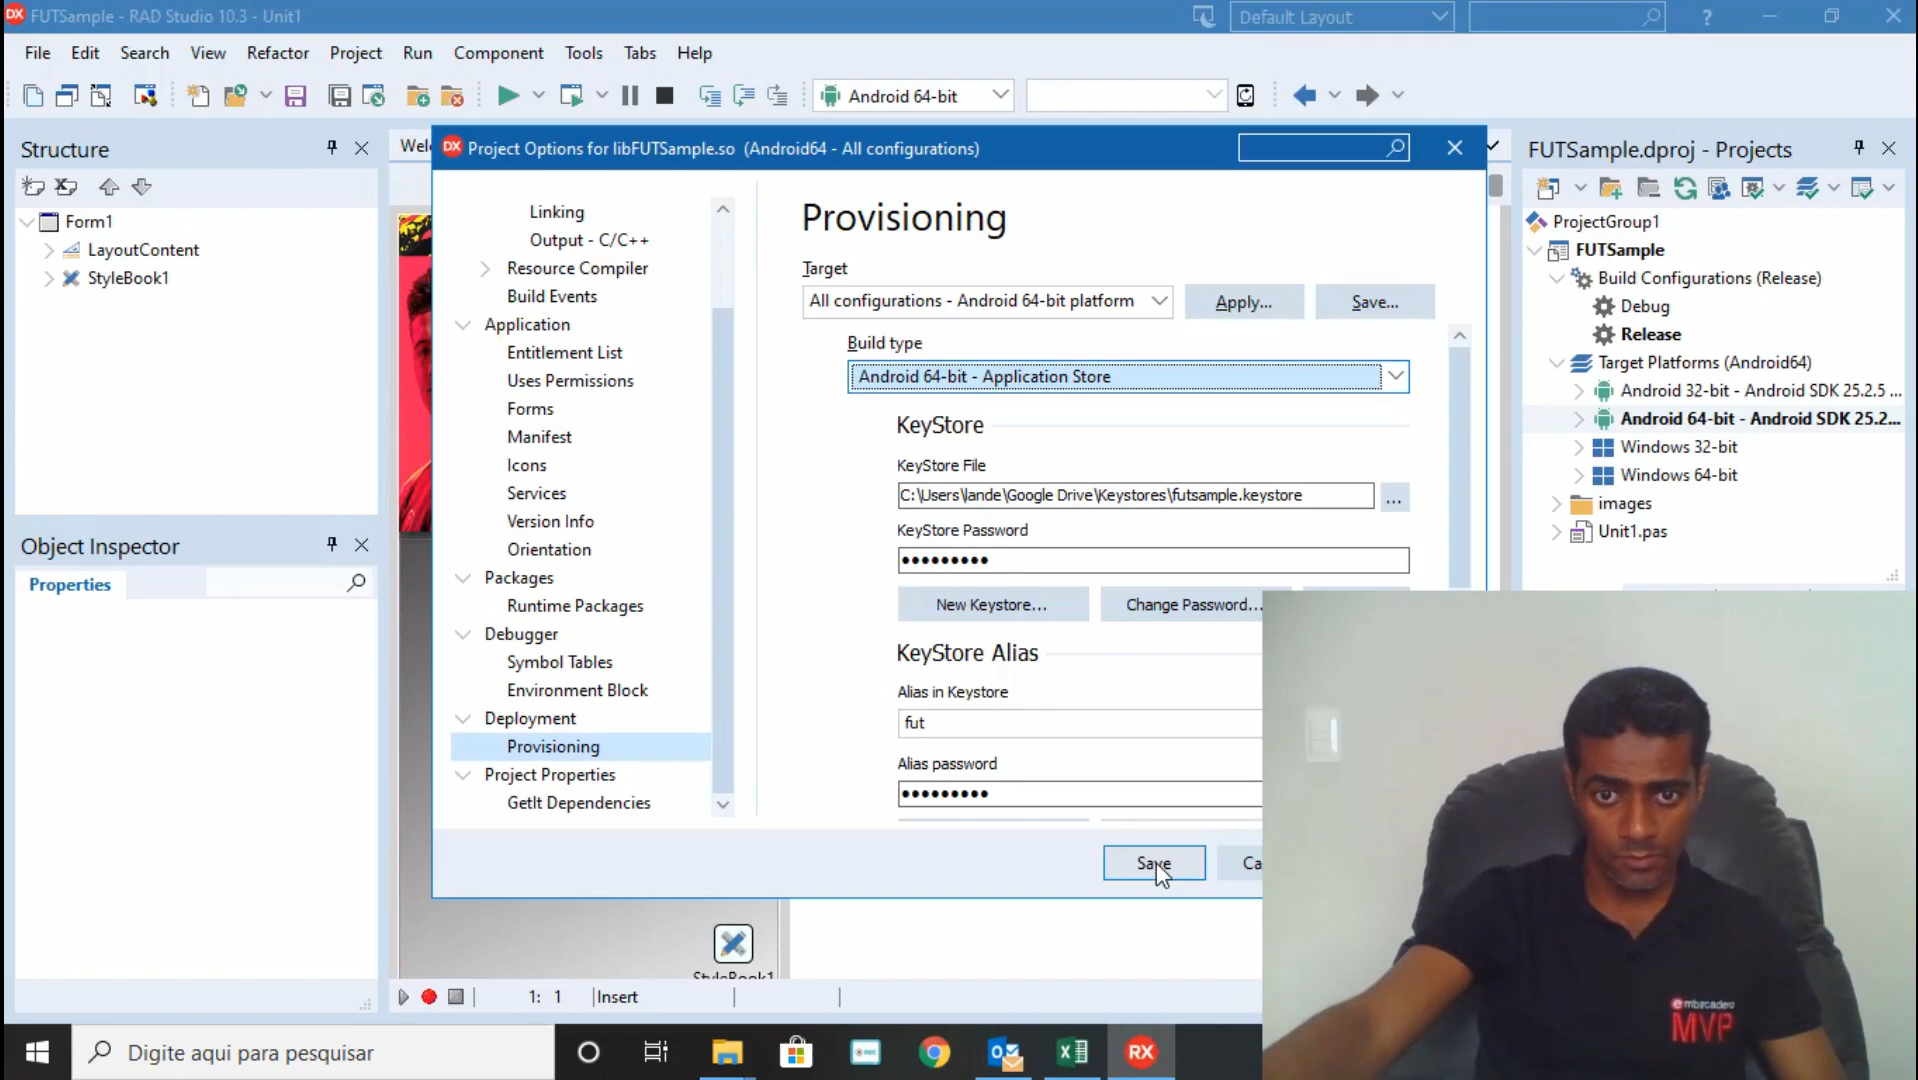 FUTSample - RAD Studio 10.3 - Unit1
Default Layout
File Edit Search View Refactor Project Run Component Tools Tabs Help
Android 64-bit
Structure
Form1
LayoutContent
StyleBook1
Object Inspector
Properties
Project Options for libFUTSample.so (Android64 - All configurations)
Linking
Output - C/C++
Resource Compiler
Build Events
Application
Entitlement List
Uses Permissions
Forms
Manifest
Icons
Services
Version Info
Orientation
Packages
Runtime Packages
Debugger
Symbol Tables
Environment Block
Deployment
Provisioning
Project Properties
GetIt Dependencies
Provisioning
Target
All configurations - Android 64-bit platform
Apply...
Save...
Build type
Android 64-bit - Application Store
KeyStore
KeyStore File
C:\Users\lande\Google Drive\Keystores\futsample.keystore
...
KeyStore Password
•••••••••
New Keystore...
Change Password...
KeyStore Alias
Alias in Keystore
fut
Alias password
•••••••••
Save
Ca
StyleBook1
1: 1 Insert
FUTSample.dproj - Projects
ProjectGroup1
FUTSample
Build Configurations (Release)
Debug
Release
Target Platforms (Android64)
Android 32-bit - Android SDK 25.2.5 ...
Android 64-bit - Android SDK 25.2...
Windows 32-bit
Windows 64-bit
images
Unit1.pas
embarcadero
MVP
Digite aqui para pesquisar
RX